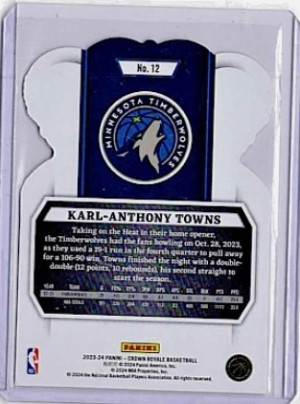 No. 12
MINNESOTA TIMBERWOLVES
KARL-ANTHONY TOWNS
Taking on the Heat in their home opener,
the Timberwolves had the fans howling on Oct. 28, 2023,
as they used a 19-1 run in the fourth quarter to pull away
for a 106-90 win. Towns finished the night with a double-
double (12 points, 10 rebounds), his second straight to
start the season.
YEAR TEAM
PANINI
2023-24 PANINI – CROWN ROYALE BASKETBALL
© 2024 Panini America, Inc.
© 2024 NBA Properties, Inc.
© 2024 the National Basketball Players Association. All rights reserved.
NBA